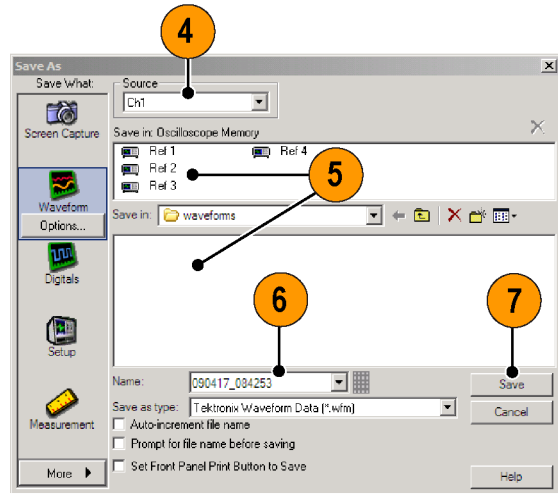 4
Save As
Save What:
Source
Ch1
Screen Capture
Save in: Oscilloscope Memory
Ref 1
Ref 4
Ref 2
Ref 3
5
Waveform
Options...
Save in:
waveforms
Digitals
6
7
Setup
Name:
090417_084253
Save
Save as type:
Tektronix Waveform Data (*.wfm)
Cancel
Measurement
Auto-increment file name
Prompt for file name before saving
Set Front Panel Print Button to Save
More
Help